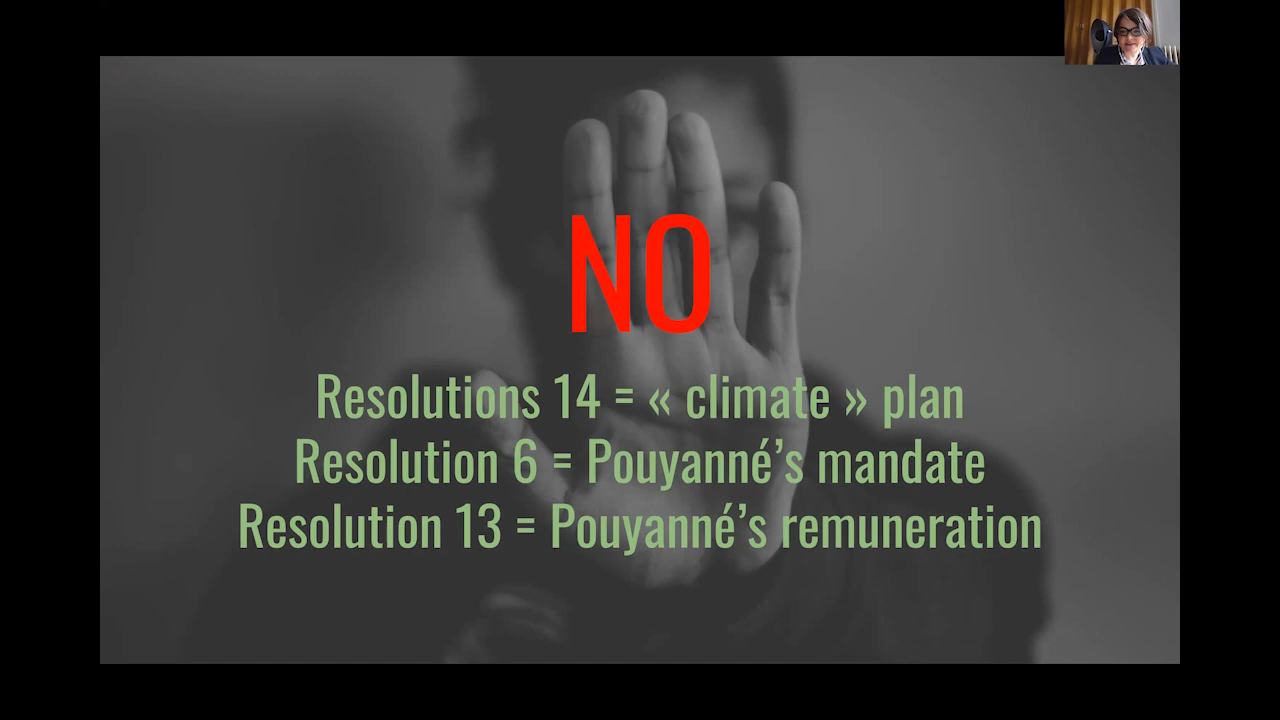 NO
Resolutions 14 = « climate » plan
Resolution 6 = Pouyanné’s mandate
Resolution 13 = Pouyanné’s remuneration